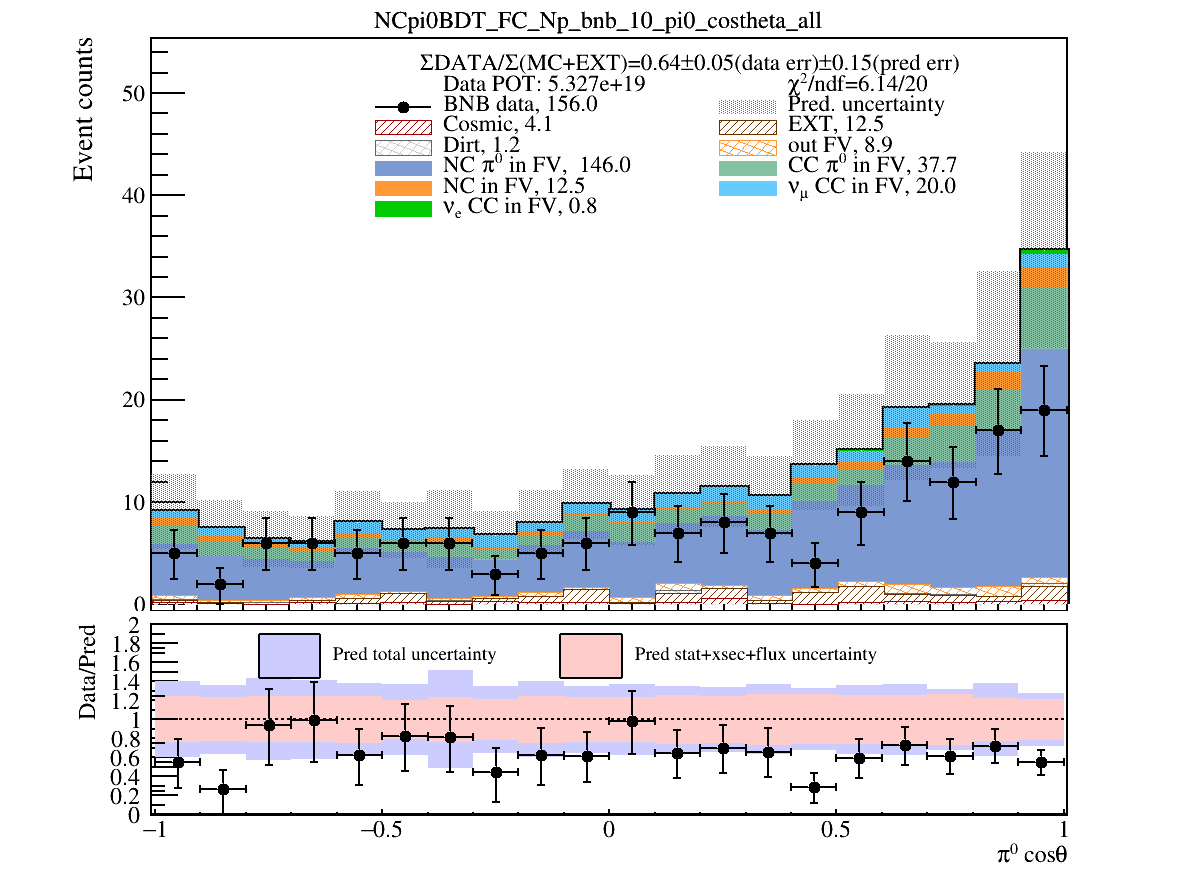 NCpi0BDT_FC_Np_bnb_10_pi0_costheta_all
ΣDATA/Σ(MC+EXT)=0.64±0.05(data err)±0.15(pred err)
Data POT: 5.327e+19 χ²/ndf=6.14/20
BNB data, 156.0 Pred. uncertainty
Cosmic, 4.1 EXT, 12.5
Dirt, 1.2 out FV, 8.9
NC π⁰ in FV, 146.0 CC π⁰ in FV, 37.7
NC in FV, 12.5 νμ CC in FV, 20.0
νe CC in FV, 0.8
Event counts
50
40
30
20
10
0
Data/Pred
2
1.8
1.6
1.4
1.2
1
0.8
0.6
0.4
0.2
0
Pred total uncertainty Pred stat+xsec+flux uncertainty
−1 −0.5 0 0.5 1
π⁰ cosθ